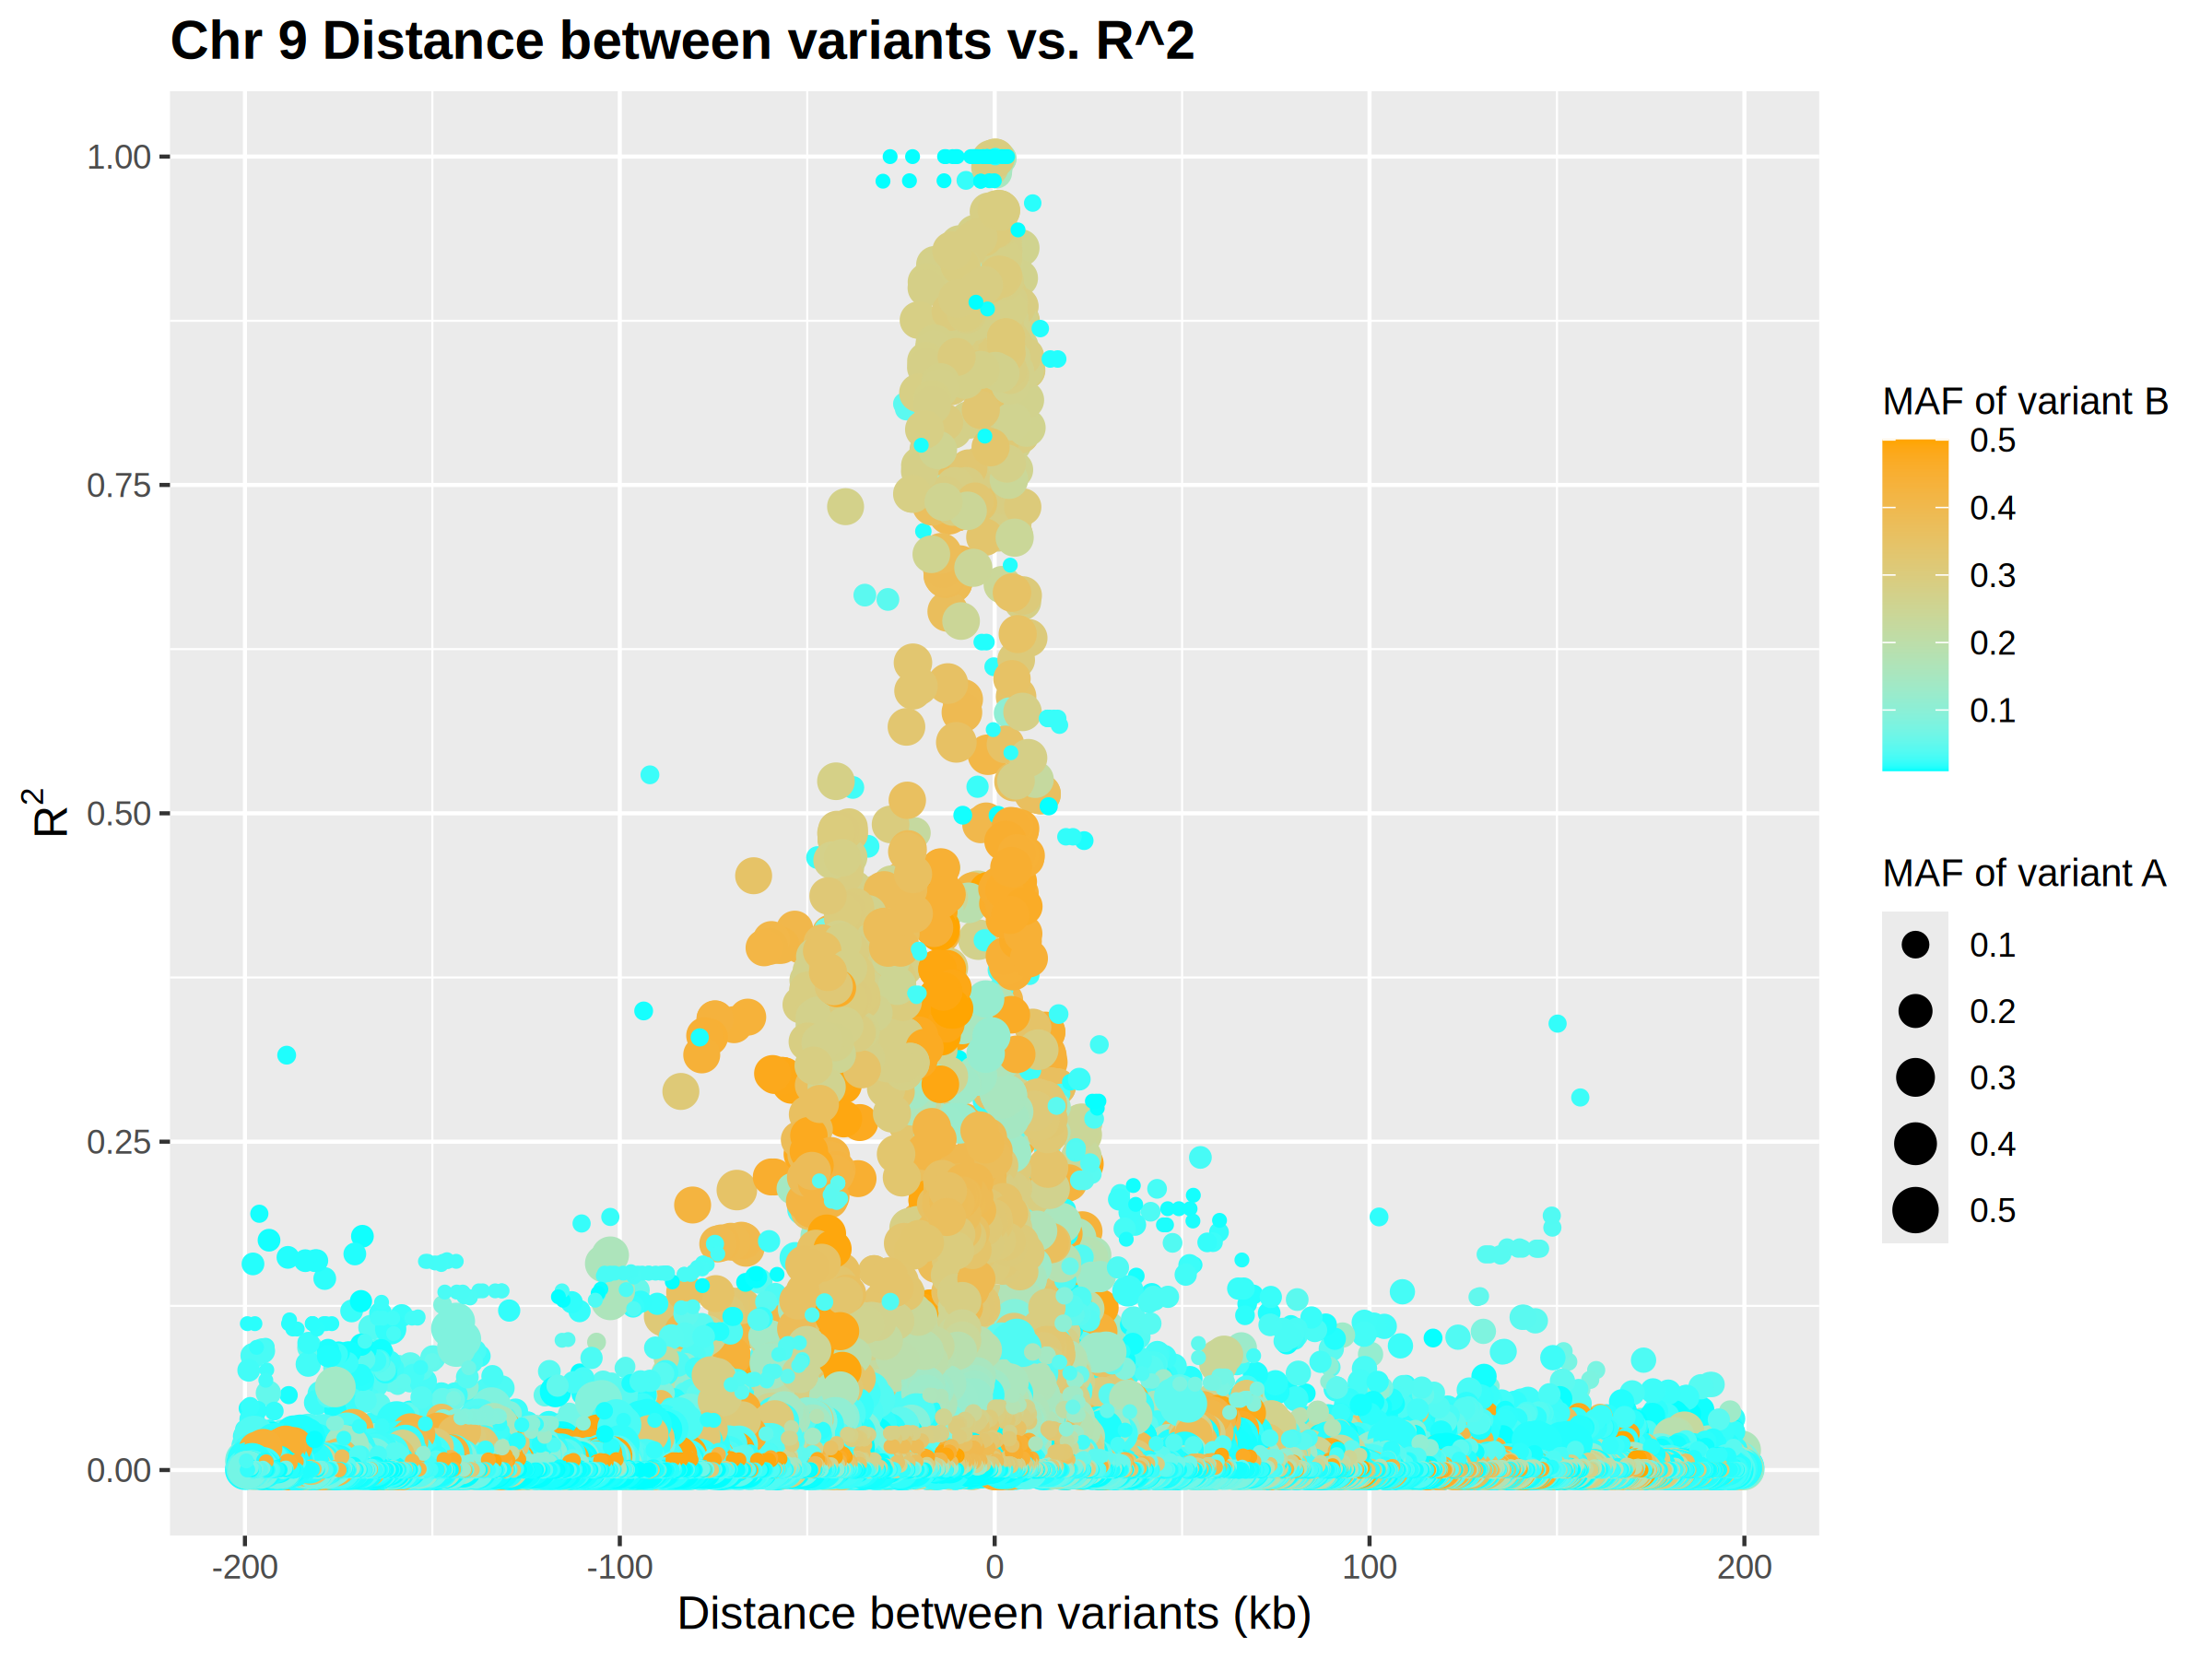 Chr 9 Distance between variants vs. R^2
1.00
0.75
0.50
0.25
0.00
R2
-200 -100 0 100 200
Distance between variants (kb)
MAF of variant B
0.5
0.4
0.3
0.2
0.1
MAF of variant A
0.1
0.2
0.3
0.4
0.5